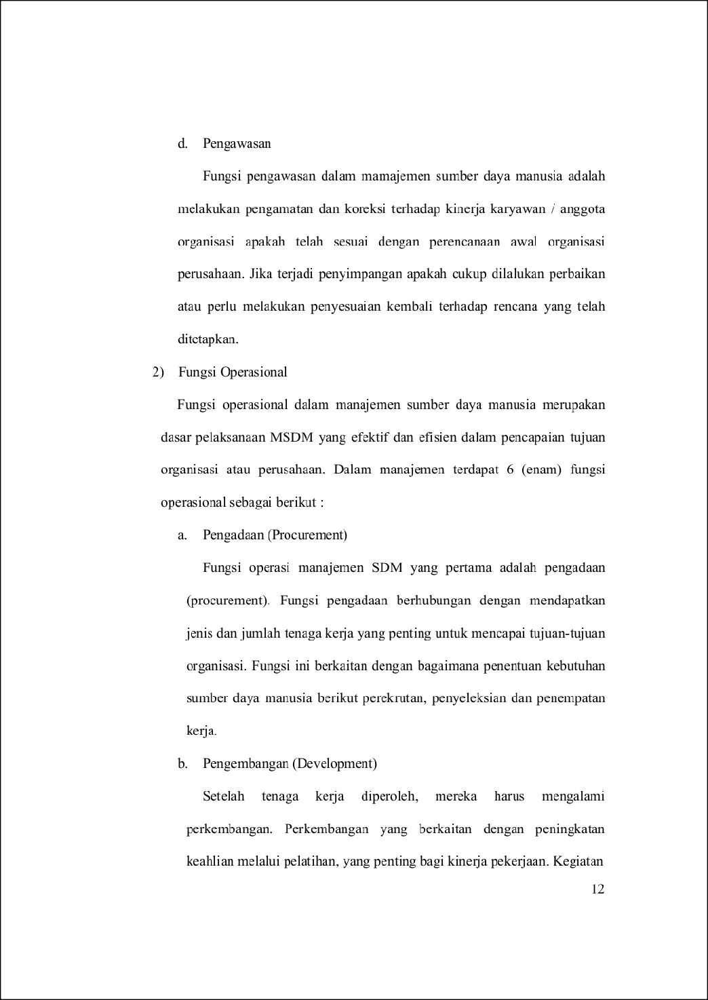 d. Pengawasan
Fungsi pengawasan dalam mamajemen sumber daya manusia adalah
melakukan pengamatan dan koreksi terhadap kinerja karyawan / anggota
organisasi apakah telah sesuai dengan perencanaan awal organisasi
perusahaan. Jika terjadi penyimpangan apakah cukup dilalukan perbaikan
atau perlu melakukan penyesuaian kembali terhadap rencana yang telah
ditetapkan.
2) Fungsi Operasional
Fungsi operasional dalam manajemen sumber daya manusia merupakan
dasar pelaksanaan MSDM yang efektif dan efisien dalam pencapaian tujuan
organisasi atau perusahaan. Dalam manajemen terdapat 6 (enam) fungsi
operasional sebagai berikut :
a. Pengadaan (Procurement)
Fungsi operasi manajemen SDM yang pertama adalah pengadaan
(procurement). Fungsi pengadaan berhubungan dengan mendapatkan
jenis dan jumlah tenaga kerja yang penting untuk mencapai tujuan-tujuan
organisasi. Fungsi ini berkaitan dengan bagaimana penentuan kebutuhan
sumber daya manusia berikut perekrutan, penyeleksian dan penempatan
kerja.
b. Pengembangan (Development)
Setelah tenaga kerja diperoleh, mereka harus mengalami
perkembangan. Perkembangan yang berkaitan dengan peningkatan
keahlian melalui pelatihan, yang penting bagi kinerja pekerjaan. Kegiatan
12